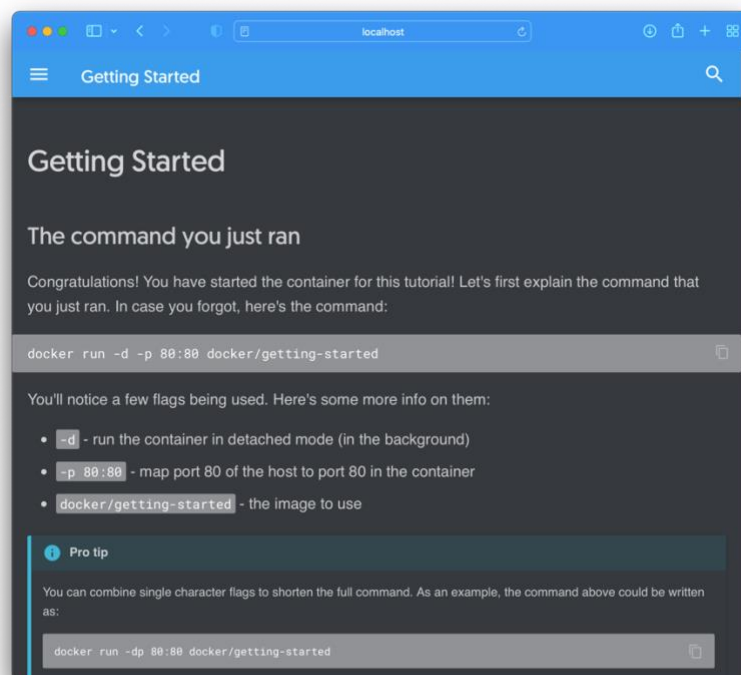 localhost
Getting Started
Getting Started
The command you just ran
Congratulations! You have started the container for this tutorial! Let's first explain the command that
you just ran. In case you forgot, here's the command:
docker run -d -p 80:80 docker/getting-started
You'll notice a few flags being used. Here's some more info on them:
• -d - run the container in detached mode (in the background)
• -p 80:80 - map port 80 of the host to port 80 in the container
• docker/getting-started - the image to use
Pro tip
You can combine single character flags to shorten the full command. As an example, the command above could be written
as:
docker run -dp 80:80 docker/getting-started